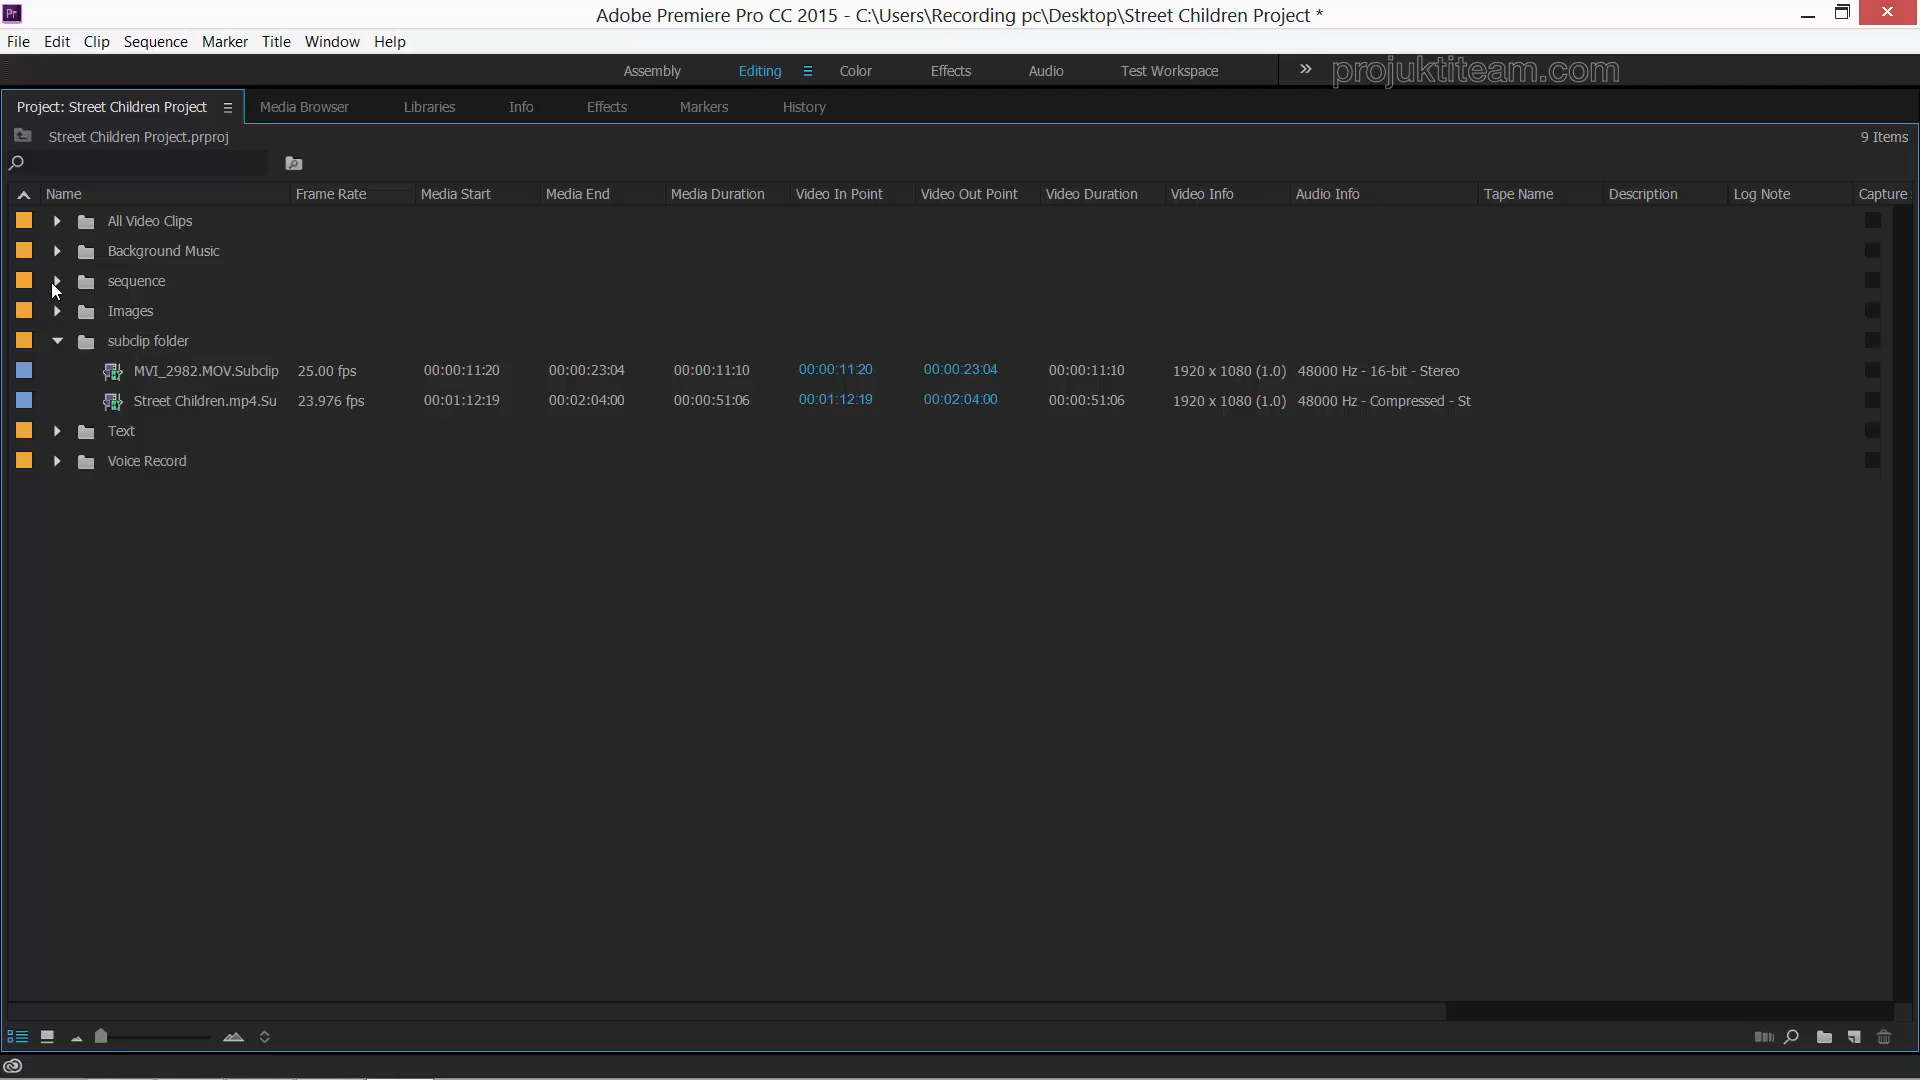 Adobe Premiere Pro CC 2015 - C:\Users\Recording pc\Desktop\Street Children Project *
File Edit Clip Sequence Marker Title Window Help
Assembly Editing Color Effects Audio Test Workspace projuktiteam.com
Project: Street Children Project Media Browser Libraries Info Effects Markers History
Street Children Project.prproj 9 Items
Name Frame Rate Media Start Media End Media Duration Video In Point Video Out Point Video Duration Video Info Audio Info Tape Name Description Log Note Capture
All Video Clips
Background Music
sequence
Images
subclip folder
MVI_2982.MOV.Subclip 25.00 fps 00:00:11:20 00:00:23:04 00:00:11:10 00:00:11:20 00:00:23:04 00:00:11:10 1920 x 1080 (1.0) 48000 Hz - 16-bit - Stereo
Street Children.mp4.Su 23.976 fps 00:01:12:19 00:02:04:00 00:00:51:06 00:01:12:19 00:02:04:00 00:00:51:06 1920 x 1080 (1.0) 48000 Hz - Compressed - St
Text
Voice Record